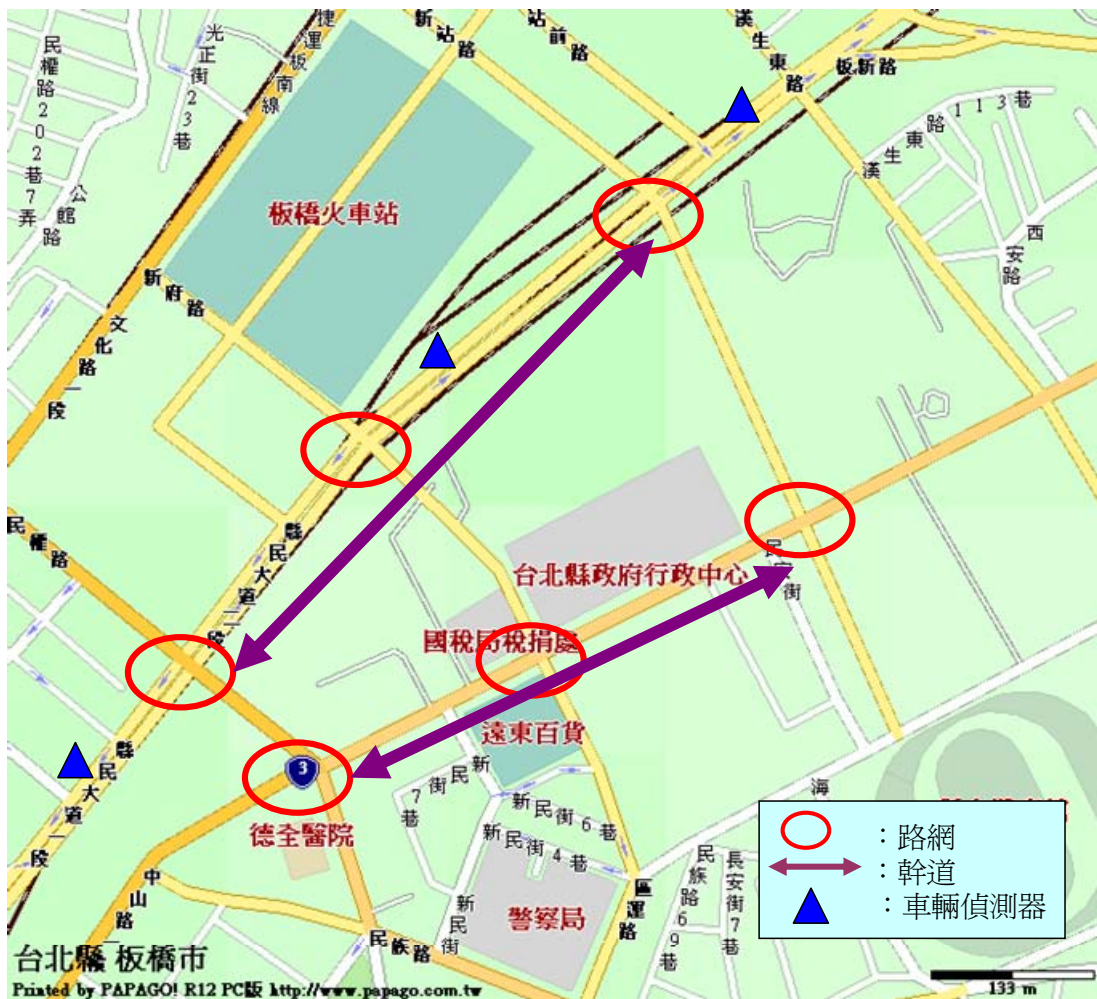 新站路
站前路
漢生東路
板新路
捷運板南線
光正街23巷
民權路202巷7弄
公館路
漢生東路113巷
西安路
板橋火車站
新府路
文化路一段
縣民大道二段
民權路
台北縣政府行政中心
民安街
國稅局稅捐處
遠東百貨
3
縣民大道一段
新民街7巷
新民街6巷
新民街4巷
德全醫院
海
中山路一
民族路
新民街
警察局
區運路
民族路69巷
長安街7巷
:路網
:幹道
:車輛偵測器
台北縣 板橋市
Printed by PAPAGO! R12 PC版 http://www.papago.com.tw
133 m